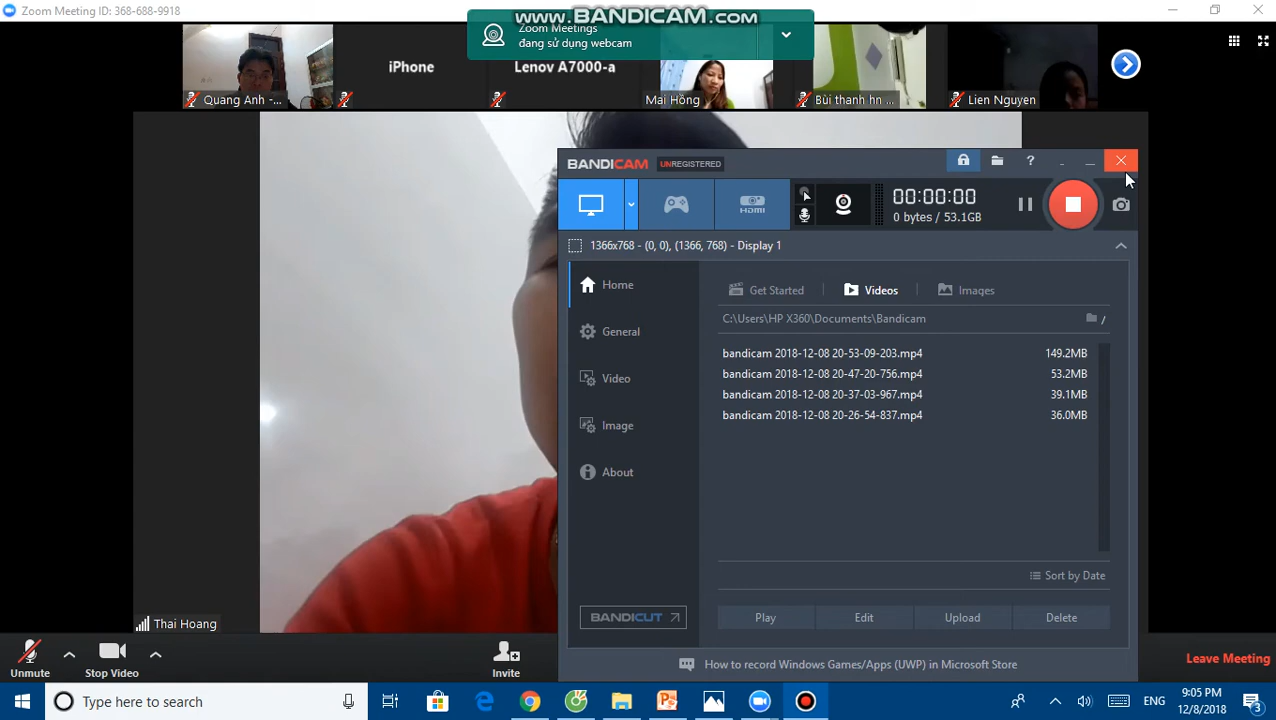 Zoom Meeting ID: 368-688-9918
www.BANDICAM.com
Zoom Meetings
đang sử dụng webcam
iPhone
Lenov A7000-a
Quang Anh -...
Mai Hồng
Bùi thanh hn ...
Lien Nguyen
BANDICAM
UNREGISTERED
?
HDMI
00:00:00
0 bytes / 53.1GB
1366x768 - (0, 0), (1366, 768) - Display 1
Home
General
Video
Image
About
Get Started
Videos
Images
C:\Users\HP X360\Documents\Bandicam
/
bandicam 2018-12-08 20-53-09-203.mp4 149.2MB
bandicam 2018-12-08 20-47-20-756.mp4 53.2MB
bandicam 2018-12-08 20-37-03-967.mp4 39.1MB
bandicam 2018-12-08 20-26-54-837.mp4 36.0MB
Sort by Date
BANDICUT
Play
Edit
Upload
Delete
How to record Windows Games/Apps (UWP) in Microsoft Store
Thai Hoang
Unmute
Stop Video
Invite
Leave Meeting
Type here to search
ENG
9:05 PM
12/8/2018
3